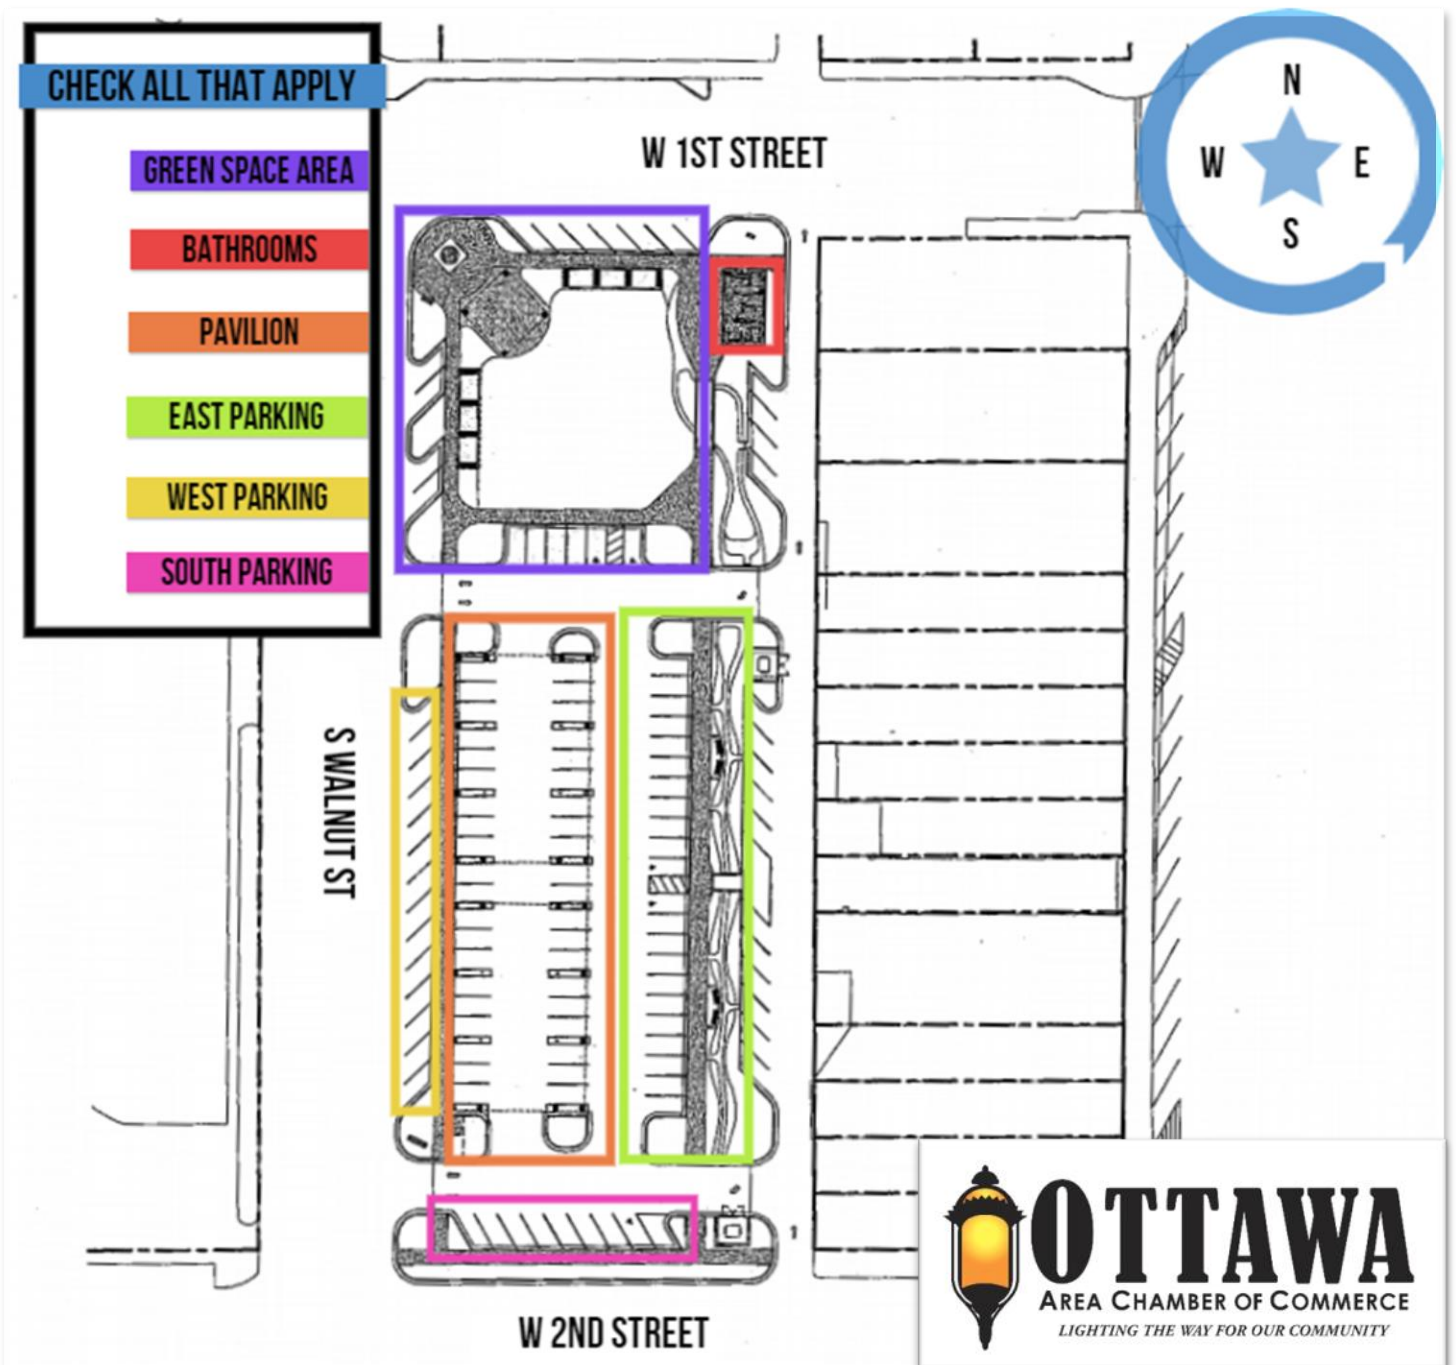 CHECK ALL THAT APPLY
GREEN SPACE AREA
BATHROOMS
PAVILION
EAST PARKING
WEST PARKING
SOUTH PARKING
W 1ST STREET
N
W E
S
S WALNUT ST
W 2ND STREET
OTTAWA
AREA CHAMBER OF COMMERCE
LIGHTING THE WAY FOR OUR COMMUNITY